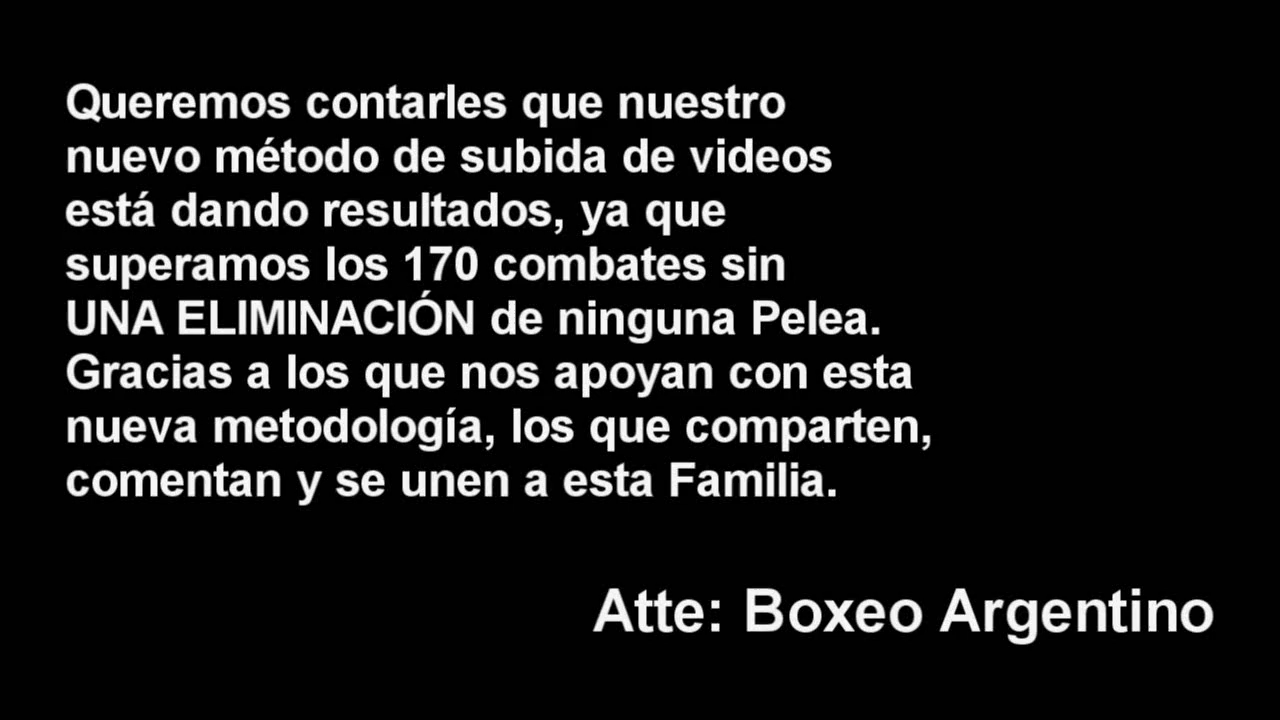 Queremos contarles que nuestro
nuevo método de subida de videos
está dando resultados, ya que
superamos los 170 combates sin
UNA ELIMINACIÓN de ninguna Pelea.
Gracias a los que nos apoyan con esta
nueva metodología, los que comparten,
comentan y se unen a esta Familia.
Atte: Boxeo Argentino